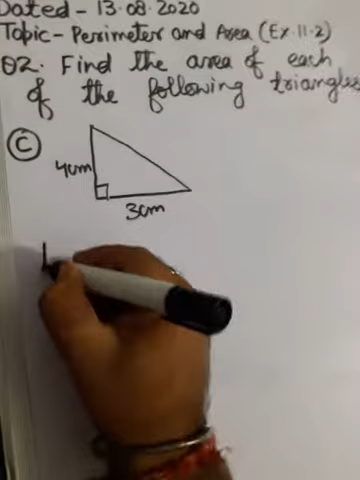 Dated - 13.08.2020
Topic - Perimeter and Area (Ex.11.2)
Q2. Find the area of each
of the following triangles
C
4cm
3cm